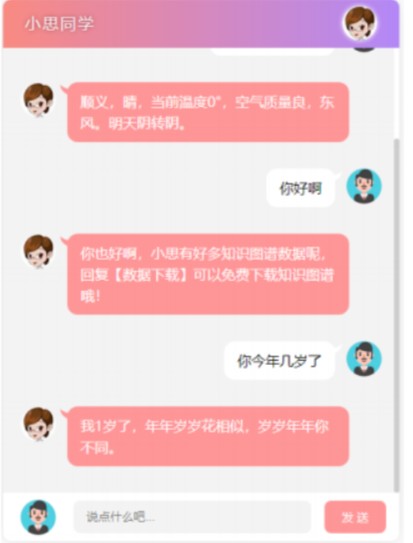 小思同学
顺义，晴，当前温度0°，空气质量良，东
风。明天阴转阴。
你好啊
你也好啊，小思有好多知识图谱数据呢，
回复【数据下载】可以免费下载知识图谱
哦！
你今年几岁了
我1岁了，年年岁岁花相似，岁岁年年你
不同。
说点什么吧...
发送